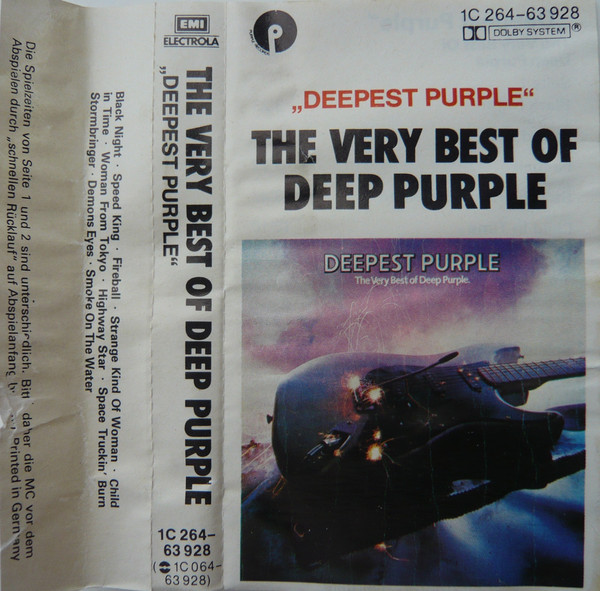 1C 264-63 928
DOLBY SYSTEM®
„DEEPEST PURPLE“
THE VERY BEST OF
DEEP PURPLE
DEEPEST PURPLE
The Very Best of Deep Purple.
EMI
ELECTROLA
THE VERY BEST OF DEEP PURPLE
„DEEPEST PURPLE“
1C 264-
63 928
(1C 064-
63 928)
Black Night · Speed King · Fireball · Strange Kind Of Woman · Child
in Time · Woman From Tokyo · Highway Star · Space Truckin' Burn
Stormbringer · Demons Eyes · Smoke On The Water
Die Spielzeiten von Seite 1 und 2 sind unterschiedlich. daher die MC vor dem
Abspielen durch „schnellen Rücklauf“ auf Abspielanfang Printed in Germany